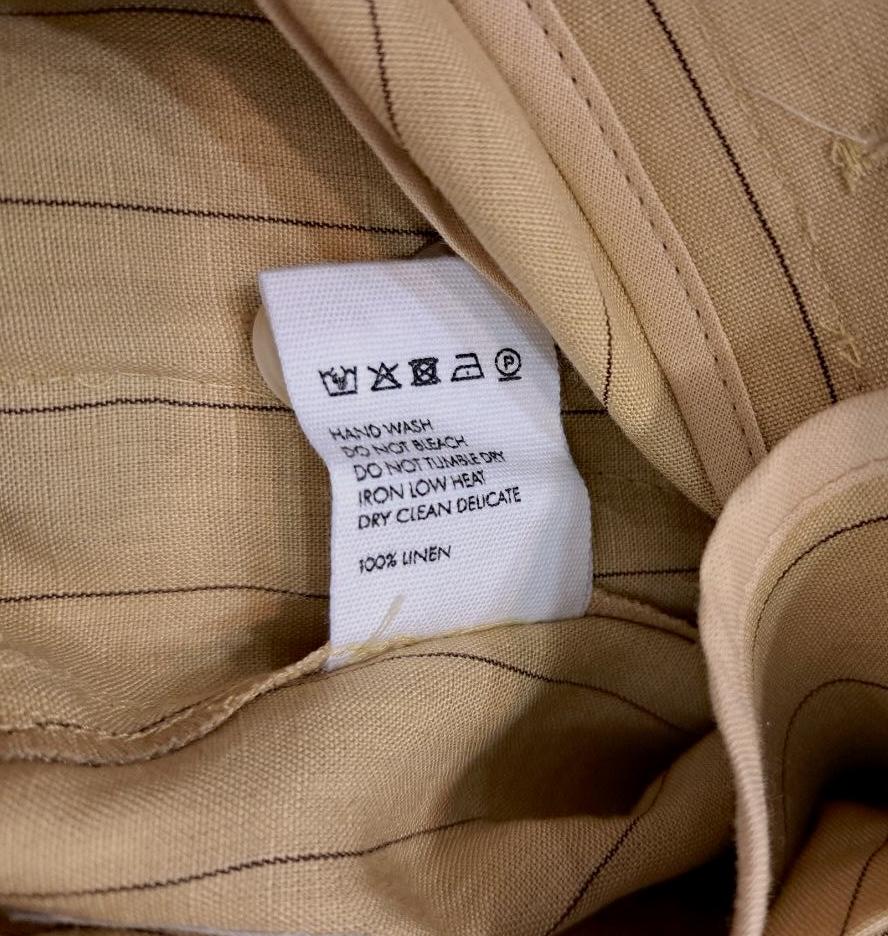 P
HAND WASH
DO NOT BLEACH
DO NOT TUMBLE DRY
IRON LOW HEAT
DRY CLEAN DELICATE
100% LINEN